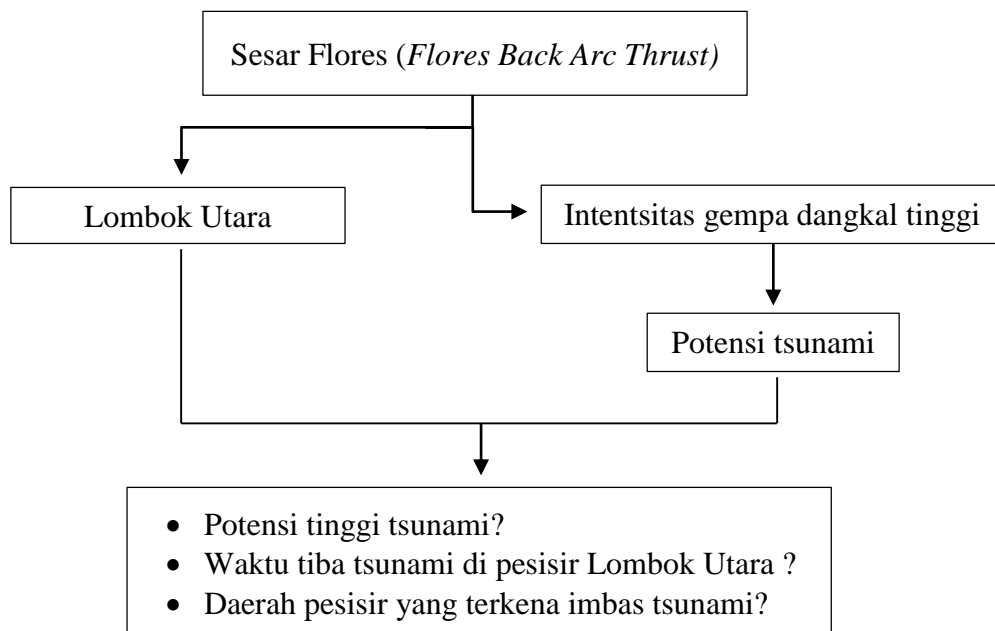 Sesar Flores (Flores Back Arc Thrust)
Lombok Utara
Intentsitas gempa dangkal tinggi
Potensi tsunami
• Potensi tinggi tsunami?
• Waktu tiba tsunami di pesisir Lombok Utara ?
• Daerah pesisir yang terkena imbas tsunami?